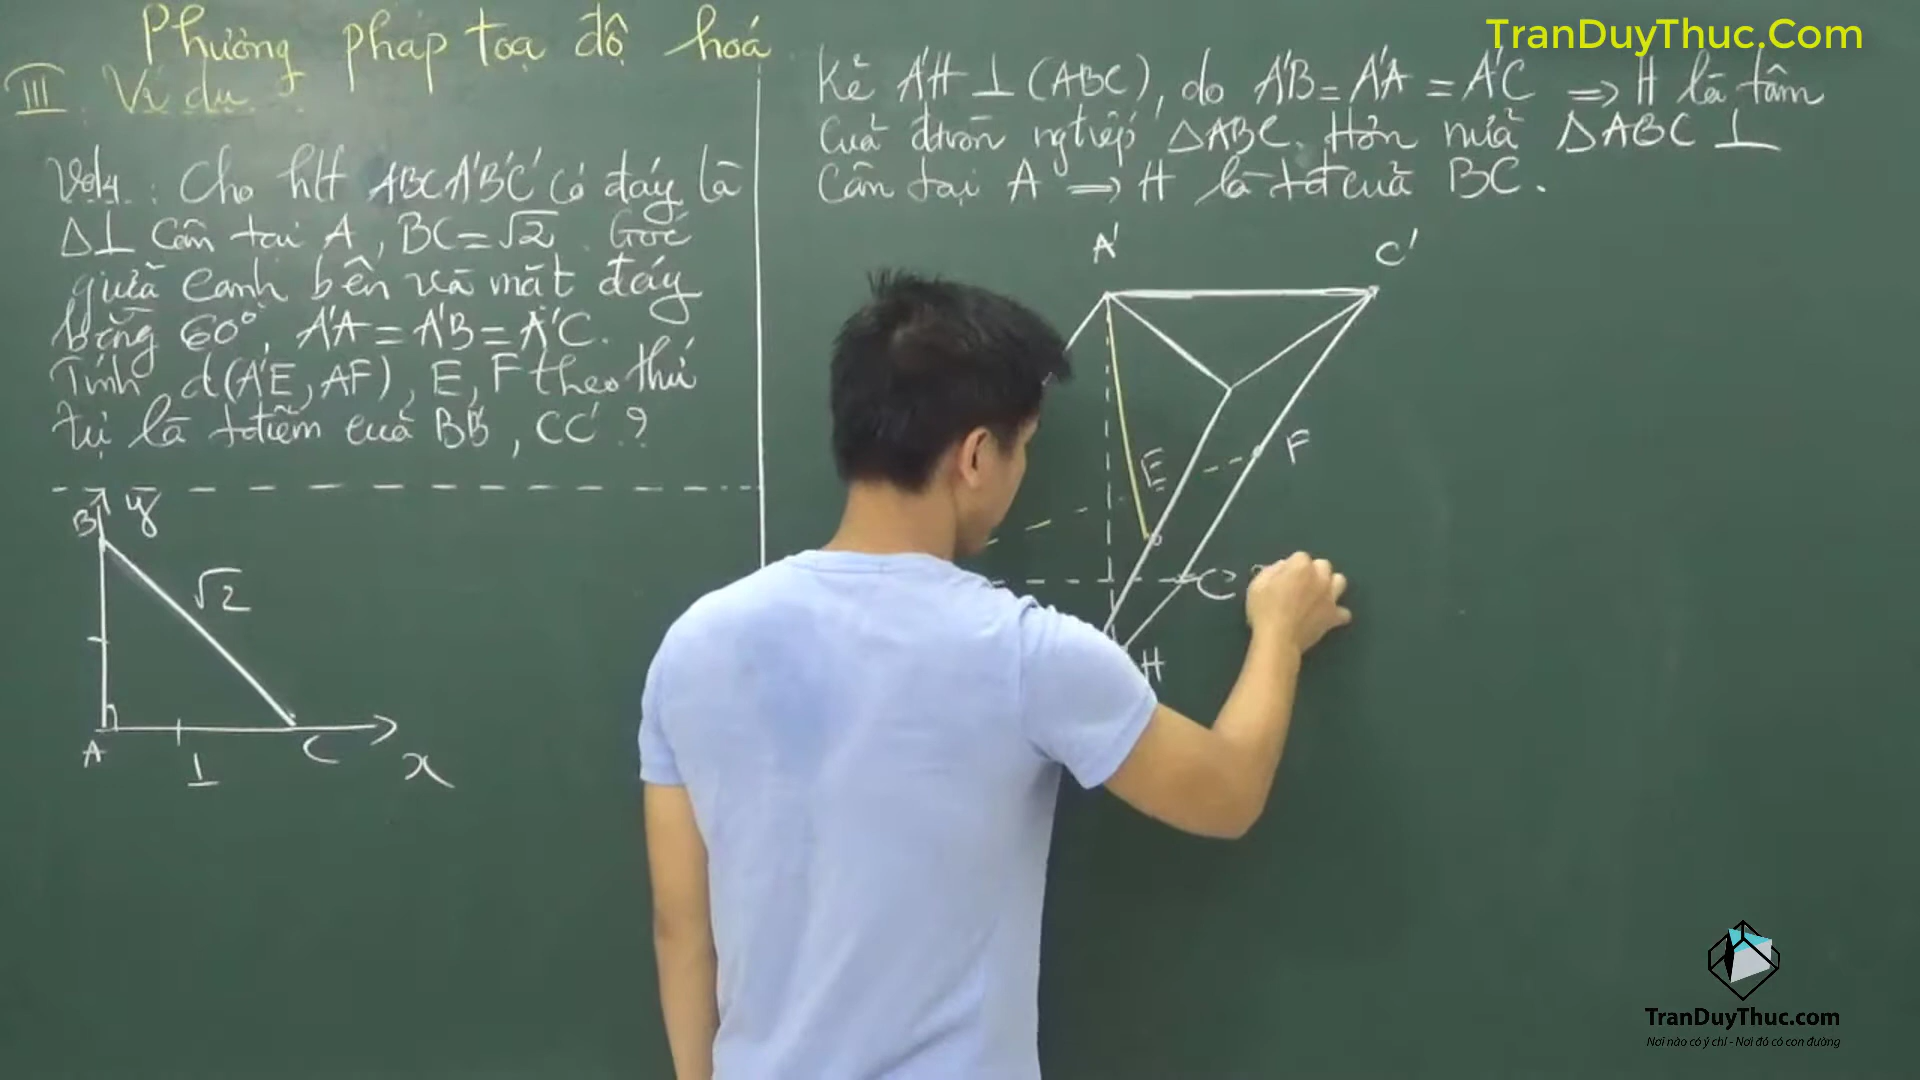 Phương pháp toạ độ hoá
III. Ví dụ
Vd4: Cho hlt ABCA'B'C' có đáy là
Δ⊥ cân tại A, BC=√2. Góc
giữa cạnh bên và mặt đáy
bằng 60°, A'A = A'B = A'C.
Tính d(A'E, AF), E, F theo thứ
tự là tđiểm của BB', CC'?
B y
√2
A 1 C x
Kẻ A'H ⊥ (ABC), do A'B = A'A = A'C ⇒ H là tâm
của đtròn ngtiếp ΔABC. Hơn nữa ΔABC ⊥
cân tại A ⇒ H là tđ của BC.
A' C'
E F
C
H
TranDuyThuc.Com
TranDuyThuc.com
Nơi nào có ý chí - Nơi đó có con đường